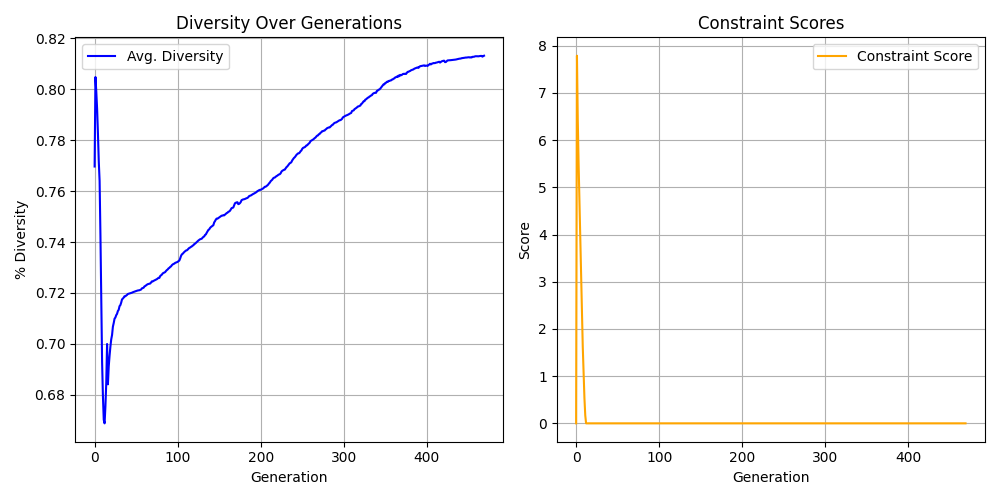 Diversity Over Generations
Avg. Diversity
% Diversity
0.82
0.80
0.78
0.76
0.74
0.72
0.70
0.68
0 100 200 300 400
Generation
Constraint Scores
Constraint Score
Score
8
7
6
5
4
3
2
1
0
0 100 200 300 400
Generation